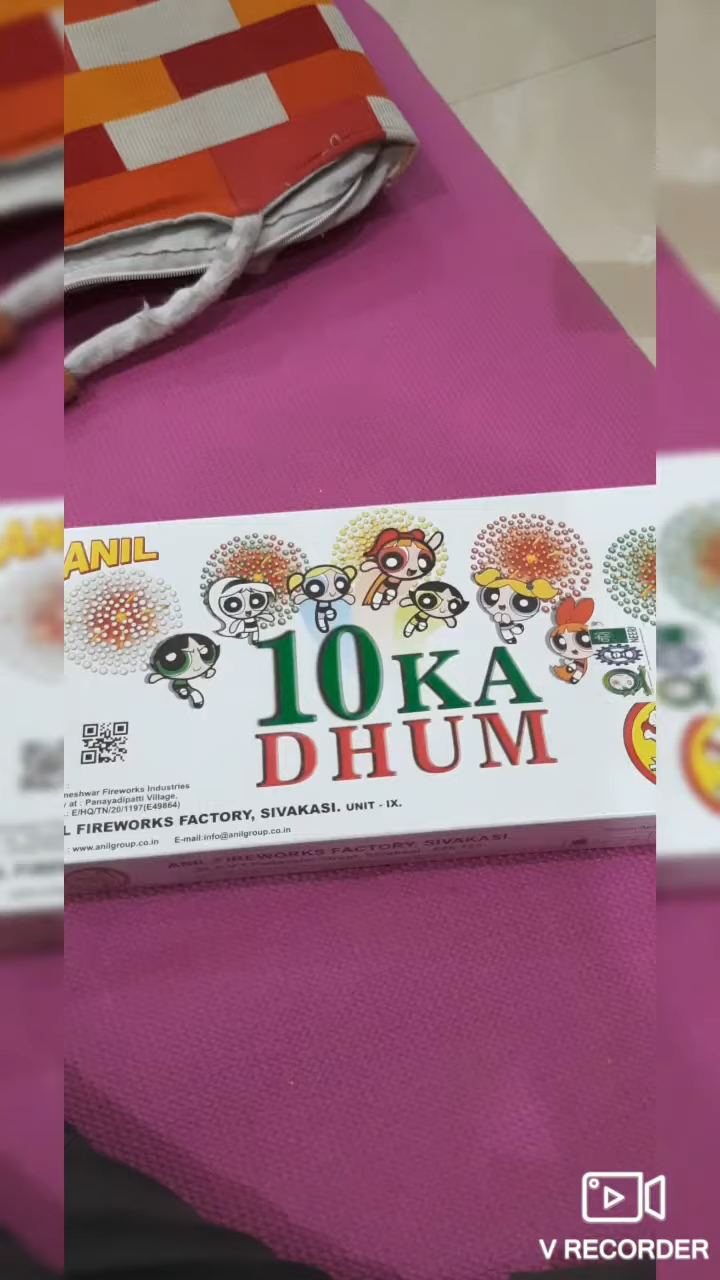 ANIL
10 KA
DHUM
NEERI
neshwar Fireworks Industries
at : Panayadipatti Village,
.: E/HQ/TN/20/1197(E49864)
L FIREWORKS FACTORY, SIVAKASI. UNIT - IX.
: www.anilgroup.co.in E-mail:info@anilgroup.co.in
ANIL FIREWORKS FACTORY, SIVAKASI
V RECORDER